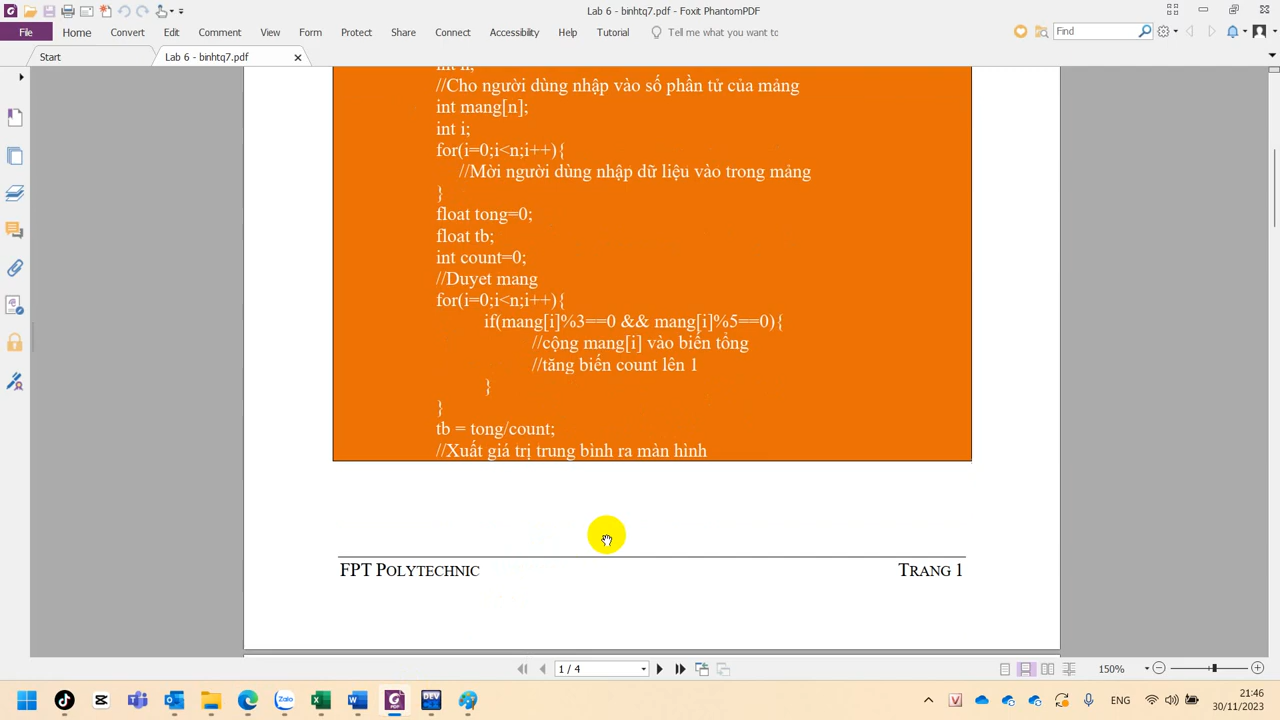 Lab 6 - binhtq7.pdf - Foxit PhantomPDF
File Home Convert Edit Comment View Form Protect Share Connect Accessibility Help Tutorial Tell me what you want to Find
Start Lab 6 - binhtq7.pdf
int n;
//Cho người dùng nhập vào số phần tử của mảng
int mang[n];
int i;
for(i=0;i<n;i++){
//Mời người dùng nhập dữ liệu vào trong mảng
}
float tong=0;
float tb;
int count=0;
//Duyet mang
for(i=0;i<n;i++){
if(mang[i]%3==0 && mang[i]%5==0){
//cộng mang[i] vào biến tổng
//tăng biến count lên 1
}
}
tb = tong/count;
//Xuất giá trị trung bình ra màn hình
FPT POLYTECHNIC TRANG 1
1 / 4 150%
Zalo DEV ENG 21:46
30/11/2023